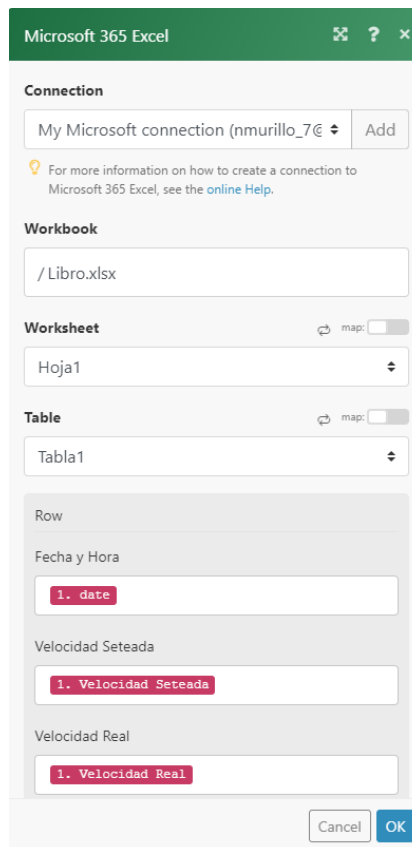 Microsoft 365 Excel ? ×
Connection
My Microsoft connection (nmurillo_7@ Add
For more information on how to create a connection to
Microsoft 365 Excel, see the online Help.
Workbook
/ Libro.xlsx
Worksheet map:
Hoja1
Table map:
Tabla1
Row
Fecha y Hora
1. date
Velocidad Seteada
1. Velocidad Seteada
Velocidad Real
1. Velocidad Real
Cancel OK